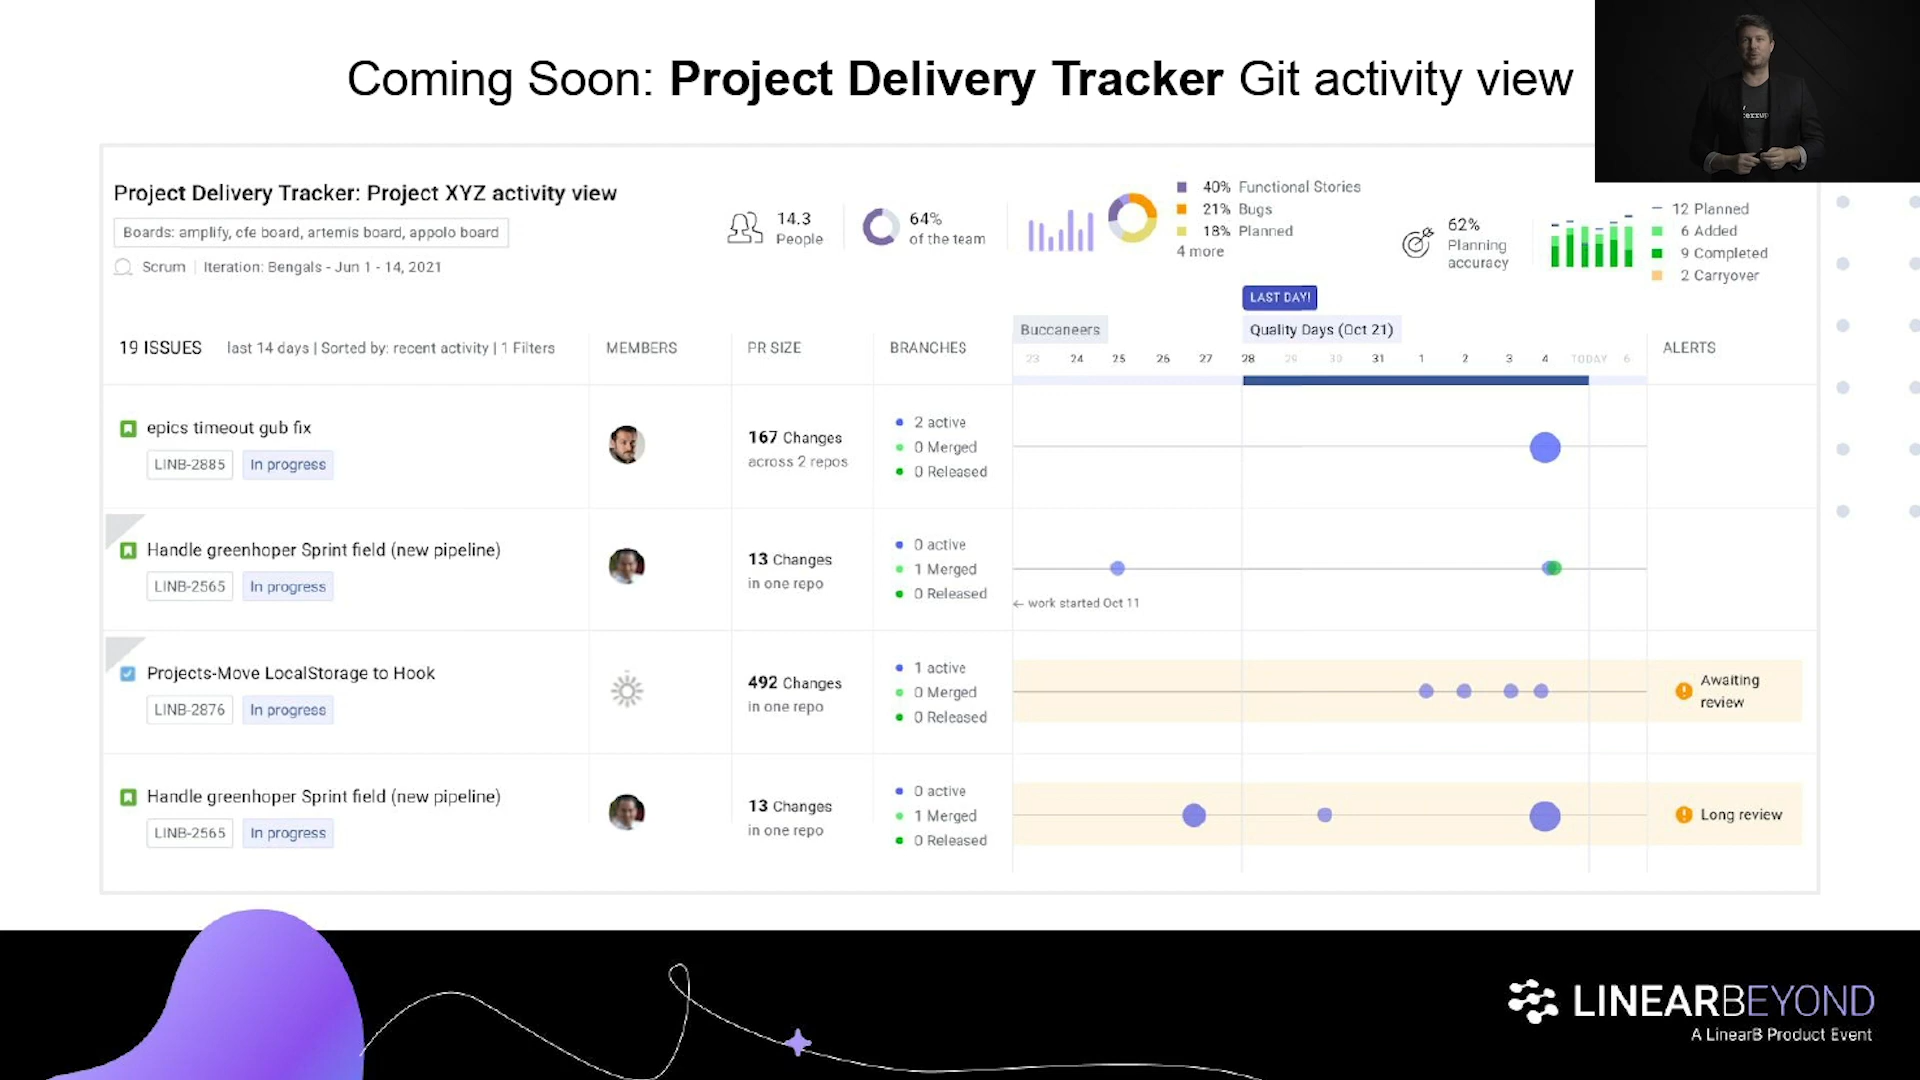 Coming Soon: Project Delivery Tracker Git activity view
Project Delivery Tracker: Project XYZ activity view
Boards: amplify, cfe board, artemis board, appolo board
Scrum | Iteration: Bengals - Jun 1 - 14, 2021
14.3
People
64%
of the team
40% Functional Stories
21% Bugs
18% Planned
4 more
62%
Planning
accuracy
12 Planned
6 Added
9 Completed
2 Carryover
LAST DAY!
Buccaneers
Quality Days (Oct 21)
19 ISSUES last 14 days | Sorted by: recent activity | 1 Filters
MEMBERS
PR SIZE
BRANCHES
23 24 25 26 27 28 29 30 31 1 2 3 4 TODAY 6
ALERTS
epics timeout gub fix
LINB-2885 In progress
167 Changes
across 2 repos
2 active
0 Merged
0 Released
Handle greenhoper Sprint field (new pipeline)
LINB-2565 In progress
13 Changes
in one repo
0 active
1 Merged
0 Released
← work started Oct 11
Projects-Move LocalStorage to Hook
LINB-2876 In progress
492 Changes
in one repo
1 active
0 Merged
0 Released
Awaiting
review
Handle greenhoper Sprint field (new pipeline)
LINB-2565 In progress
13 Changes
in one repo
0 active
1 Merged
0 Released
Long review
LINEARBEYOND
A LinearB Product Event